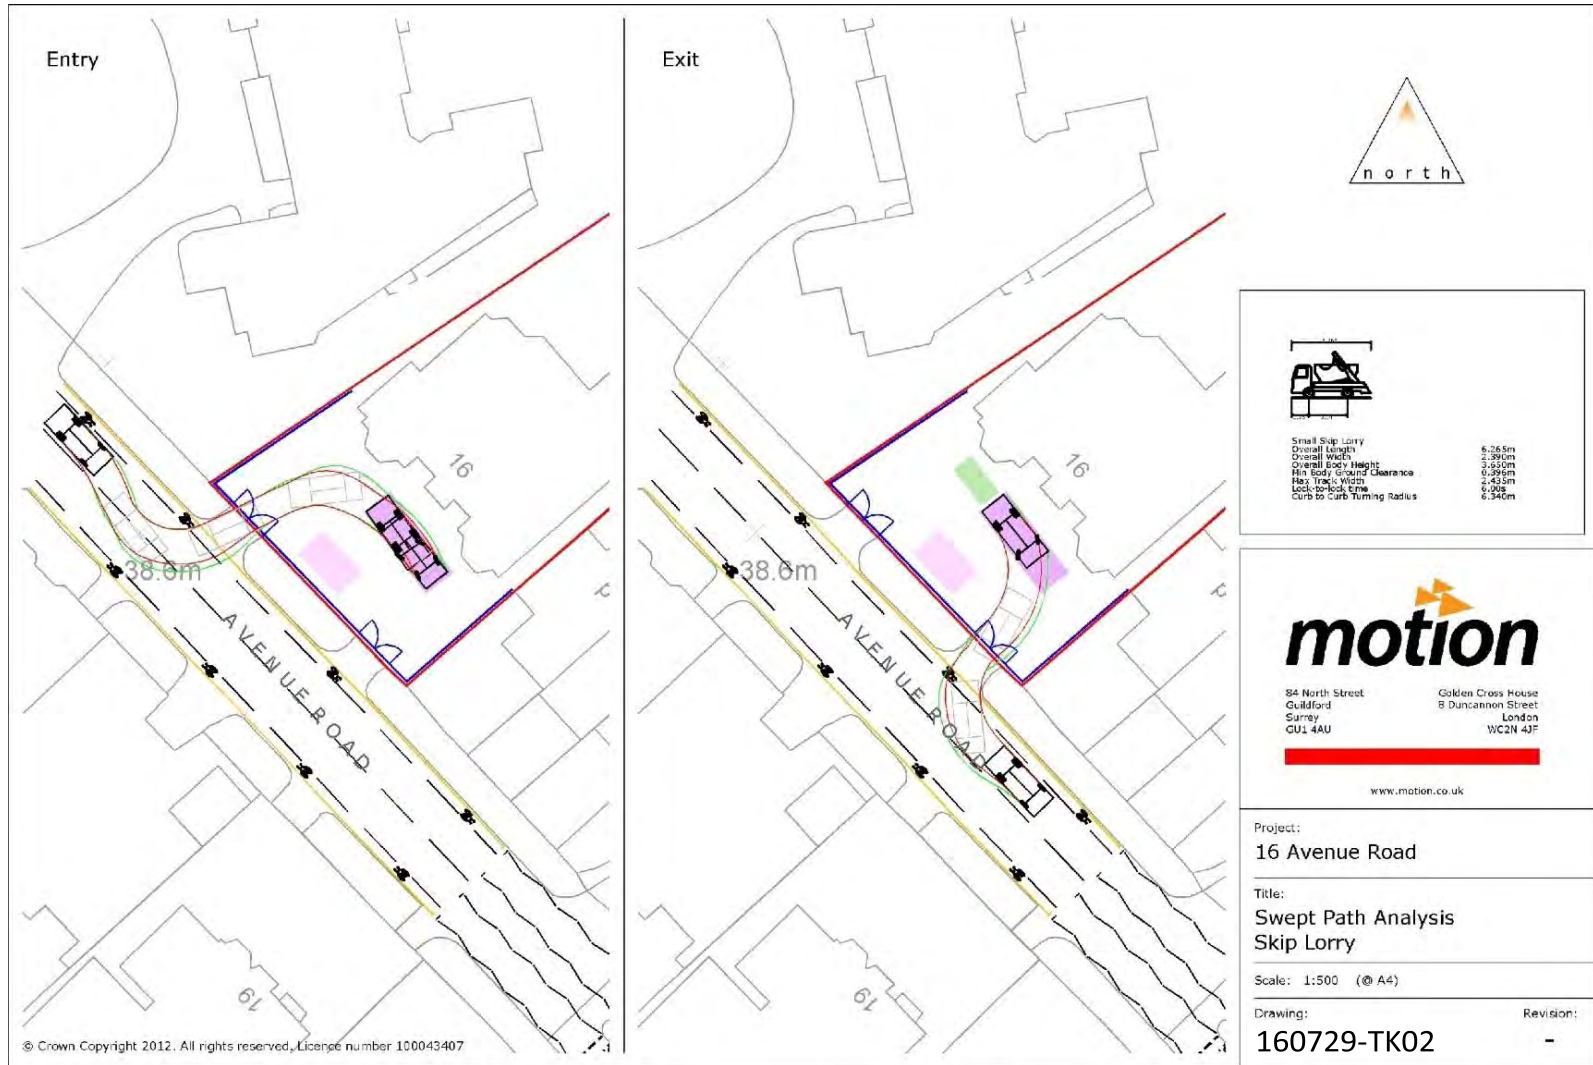 Entry
16
38.6m
AVENUE ROAD
19
© Crown Copyright 2012. All rights reserved. Licence number 100043407
Exit
16
38.6m
AVENUE ROAD
19
north
Small Skip Lorry
Overall Length 6.265m
Overall Width 2.390m
Overall Body Height 3.650m
Min Body Ground Clearance 0.396m
Max Track Width 2.435m
Lock-to-lock time 6.00s
Curb to Curb Turning Radius 6.340m
motion
84 North Street
Guildford
Surrey
GU1 4AU
Golden Cross House
8 Duncannon Street
London
WC2N 4JF
www.motion.co.uk
Project:
16 Avenue Road
Title:
Swept Path Analysis
Skip Lorry
Scale: 1:500 (@ A4)
Drawing: Revision:
160729-TK02 -